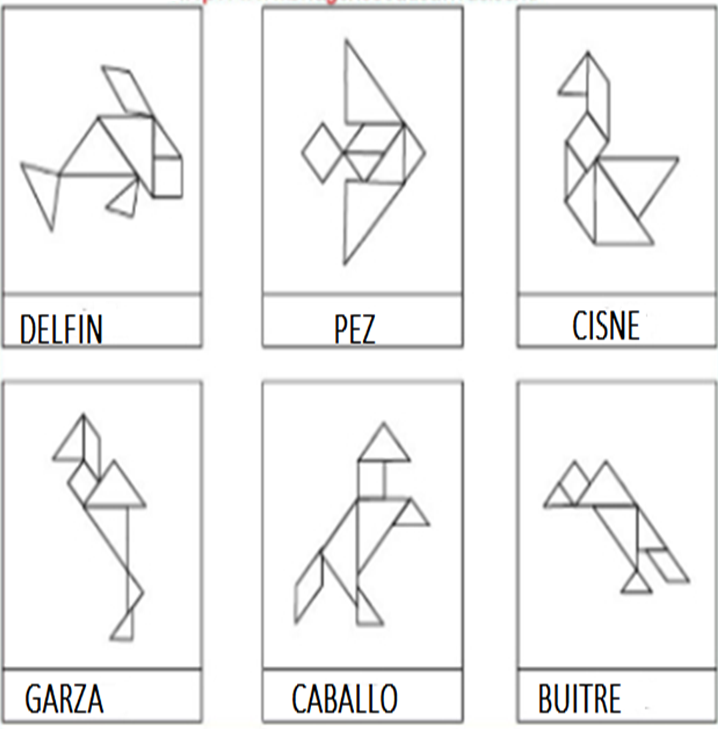 DELFIN
PEZ
CISNE
GARZA
CABALLO
BUITRE